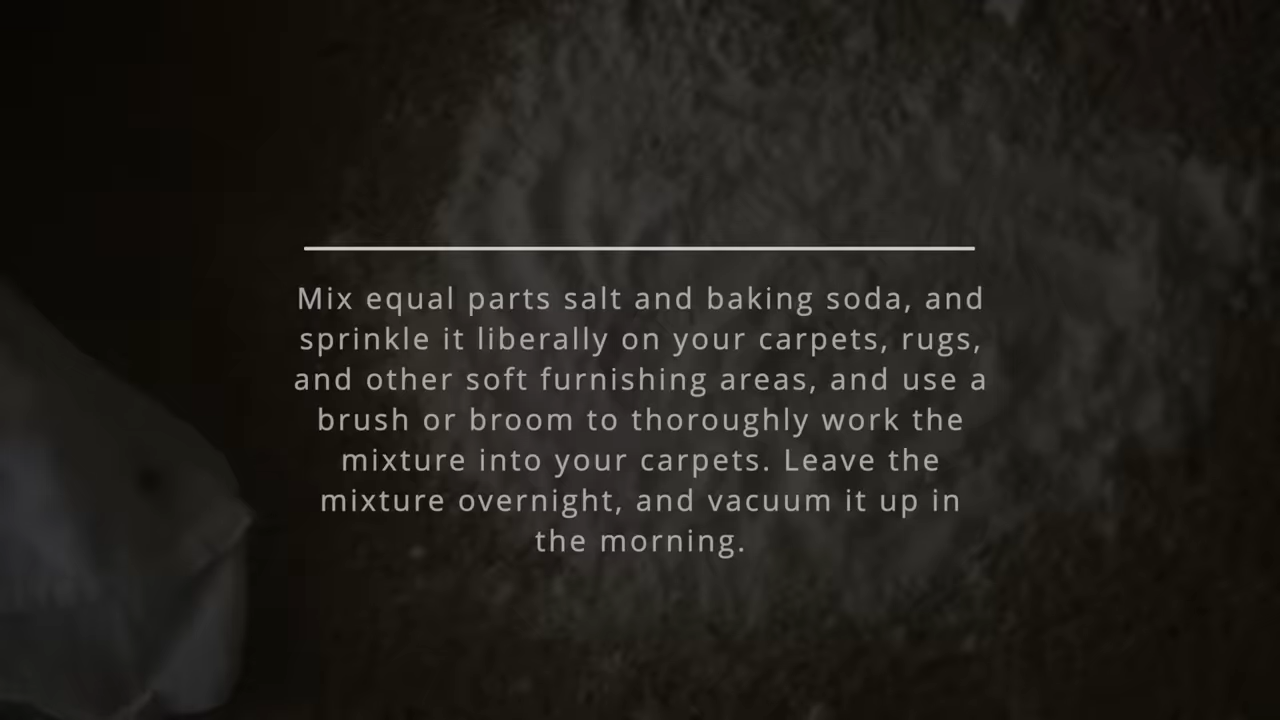 Mix equal parts salt and baking soda, and
sprinkle it liberally on your carpets, rugs,
and other soft furnishing areas, and use a
brush or broom to thoroughly work the
mixture into your carpets. Leave the
mixture overnight, and vacuum it up in
the morning.